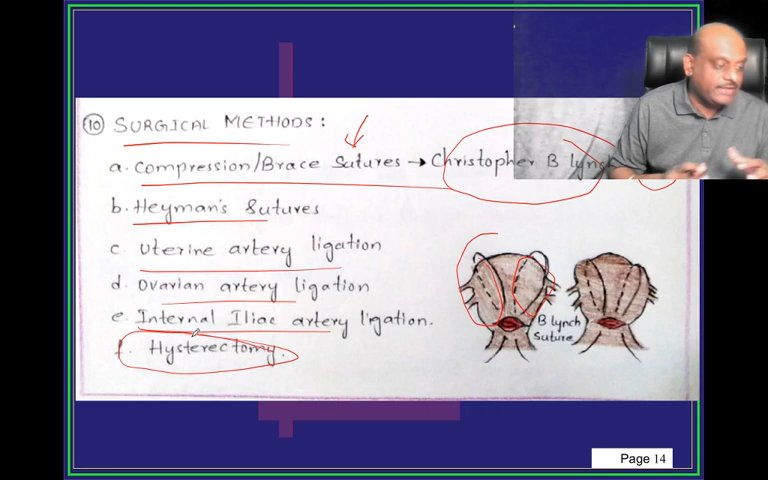 10 SURGICAL METHODS:
a. Compression/Brace Sutures → Christopher B lynch
b. Heyman's Sutures
c. Uterine artery ligation
d. Ovarian artery ligation
e. Internal Iliac artery ligation.
f. Hysterectomy.
B lynch
Suture
Page 14